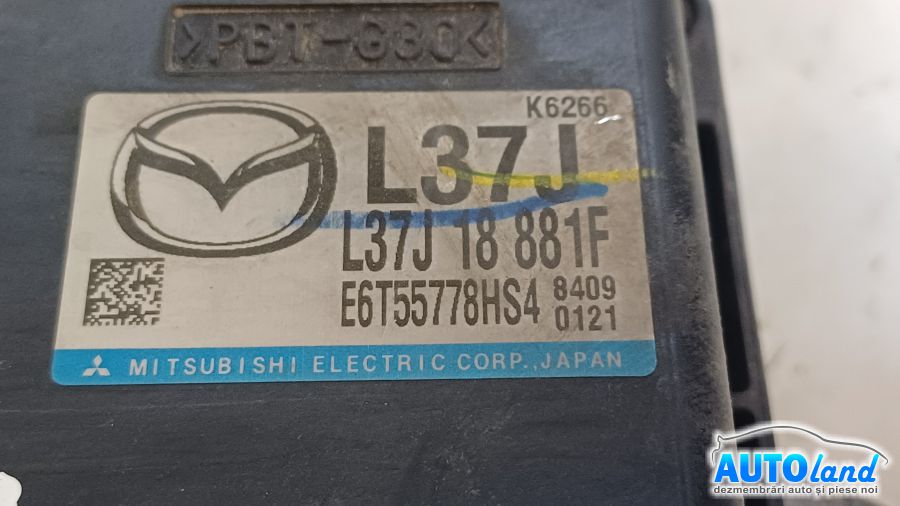 >PBT-G30<
K6266
L37J
L37J 18 881F
E6T55778HS4 8409
0121
MITSUBISHI ELECTRIC CORP., JAPAN
AUTOland
dezmembrări auto și piese noi